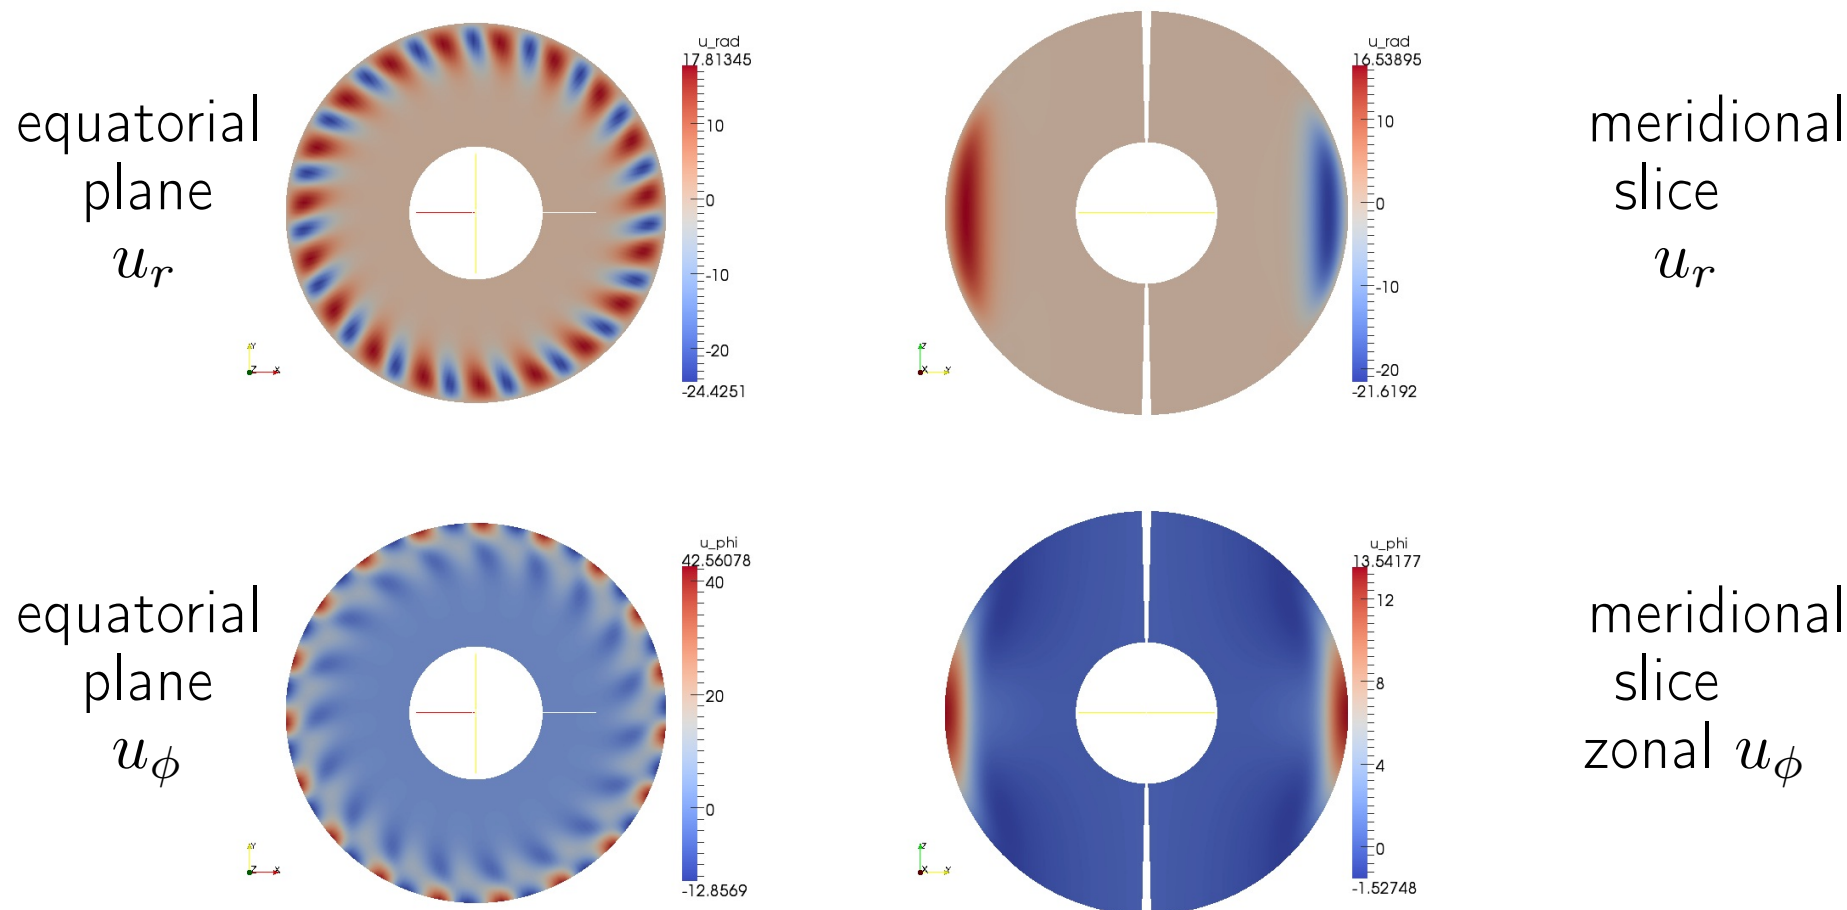 equatorial
plane
u_r
u_rad
17.81345
10
0
-10
-20
-24.4251
Y
Z
X
u_rad
16.53895
10
0
-10
-20
-21.6192
Z
X
Y
meridional
slice
u_r
equatorial
plane
u_ϕ
u_phi
42.56078
40
20
0
-12.8569
Y
Z
X
u_phi
13.54177
12
8
4
0
-1.52748
Z
X
Y
meridional
slice
zonal u_ϕ